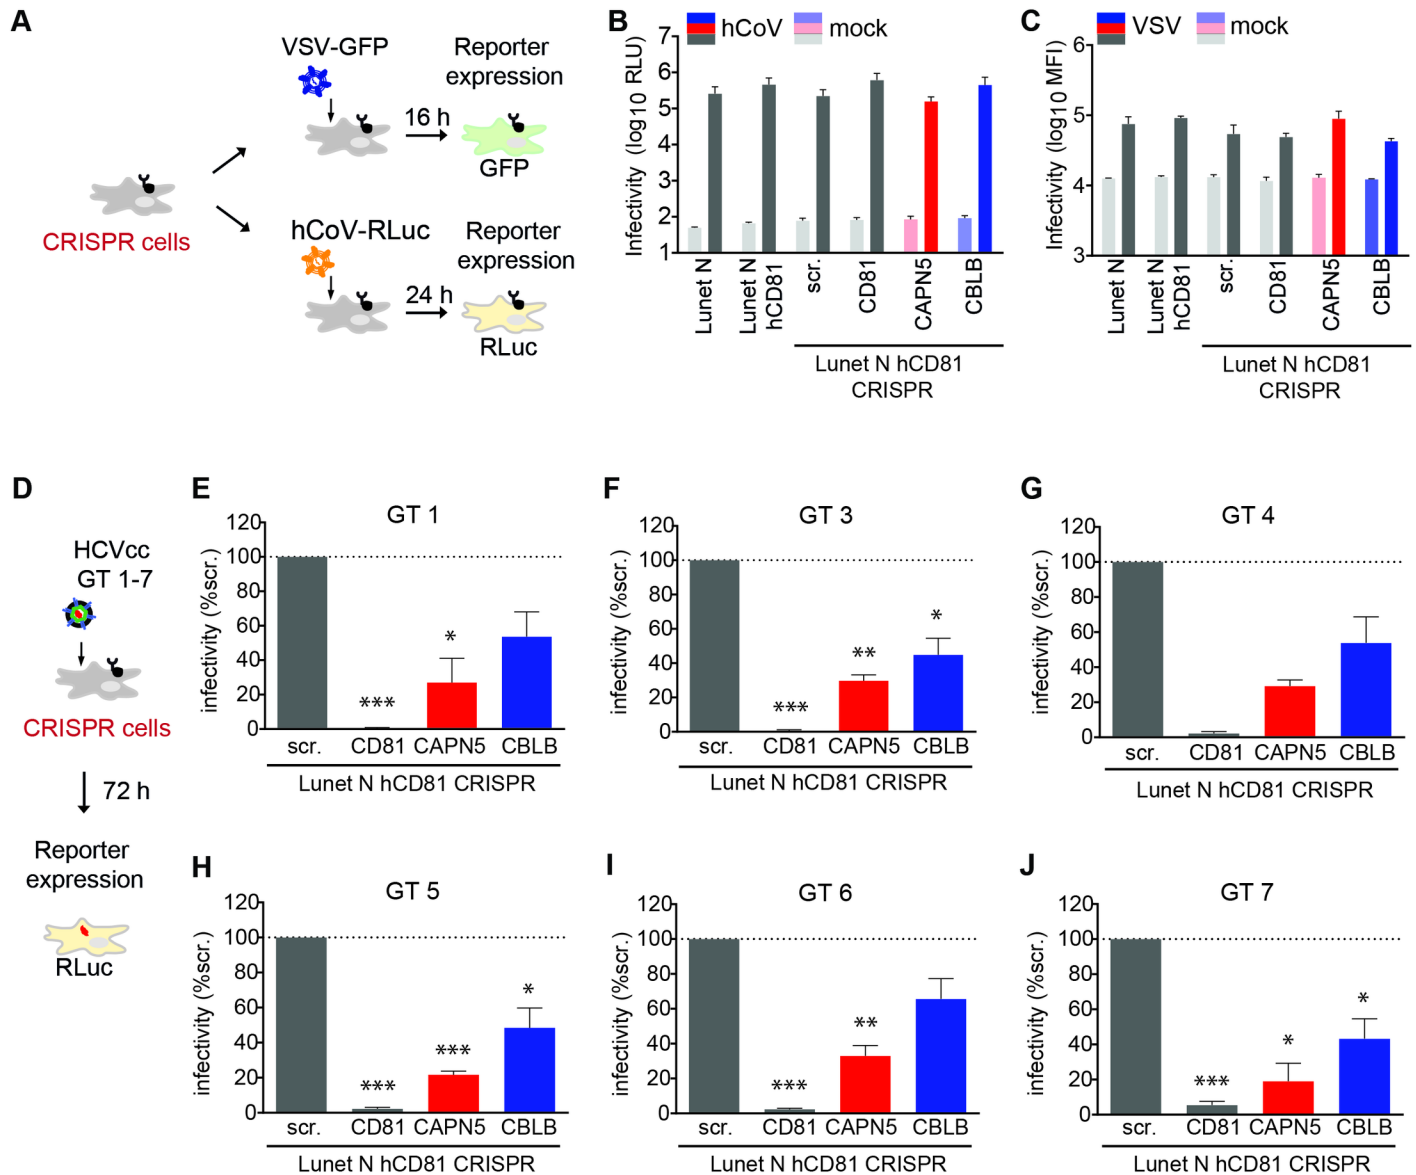 A
VSV-GFP
Reporter
expression
16 h
GFP
CRISPR cells
hCoV-RLuc
Reporter
expression
24 h
RLuc
B
hCoV
mock
Infectivity (log10 RLU)
7
6
5
4
3
2
1
Lunet N
Lunet N
hCD81
scr.
CD81
CAPN5
CBLB
Lunet N hCD81
CRISPR
C
VSV
mock
Infectivity (log10 MFI)
6
5
4
3
Lunet N
Lunet N
hCD81
scr.
CD81
CAPN5
CBLB
Lunet N hCD81
CRISPR
D
HCVcc
GT 1-7
CRISPR cells
72 h
Reporter
expression
RLuc
E
GT 1
infectivity (%scr.)
120
100
80
60
40
20
0
***
*
scr.
CD81
CAPN5
CBLB
Lunet N hCD81 CRISPR
F
GT 3
infectivity (%scr.)
120
100
80
60
40
20
0
***
**
*
scr.
CD81
CAPN5
CBLB
Lunet N hCD81 CRISPR
G
GT 4
infectivity (%scr.)
120
100
80
60
40
20
0
scr.
CD81
CAPN5
CBLB
Lunet N hCD81 CRISPR
H
GT 5
infectivity (%scr.)
120
100
80
60
40
20
0
***
***
*
scr.
CD81
CAPN5
CBLB
Lunet N hCD81 CRISPR
I
GT 6
infectivity (%scr.)
120
100
80
60
40
20
0
***
**
scr.
CD81
CAPN5
CBLB
Lunet N hCD81 CRISPR
J
GT 7
infectivity (%scr.)
120
100
80
60
40
20
0
***
*
*
scr.
CD81
CAPN5
CBLB
Lunet N hCD81 CRISPR